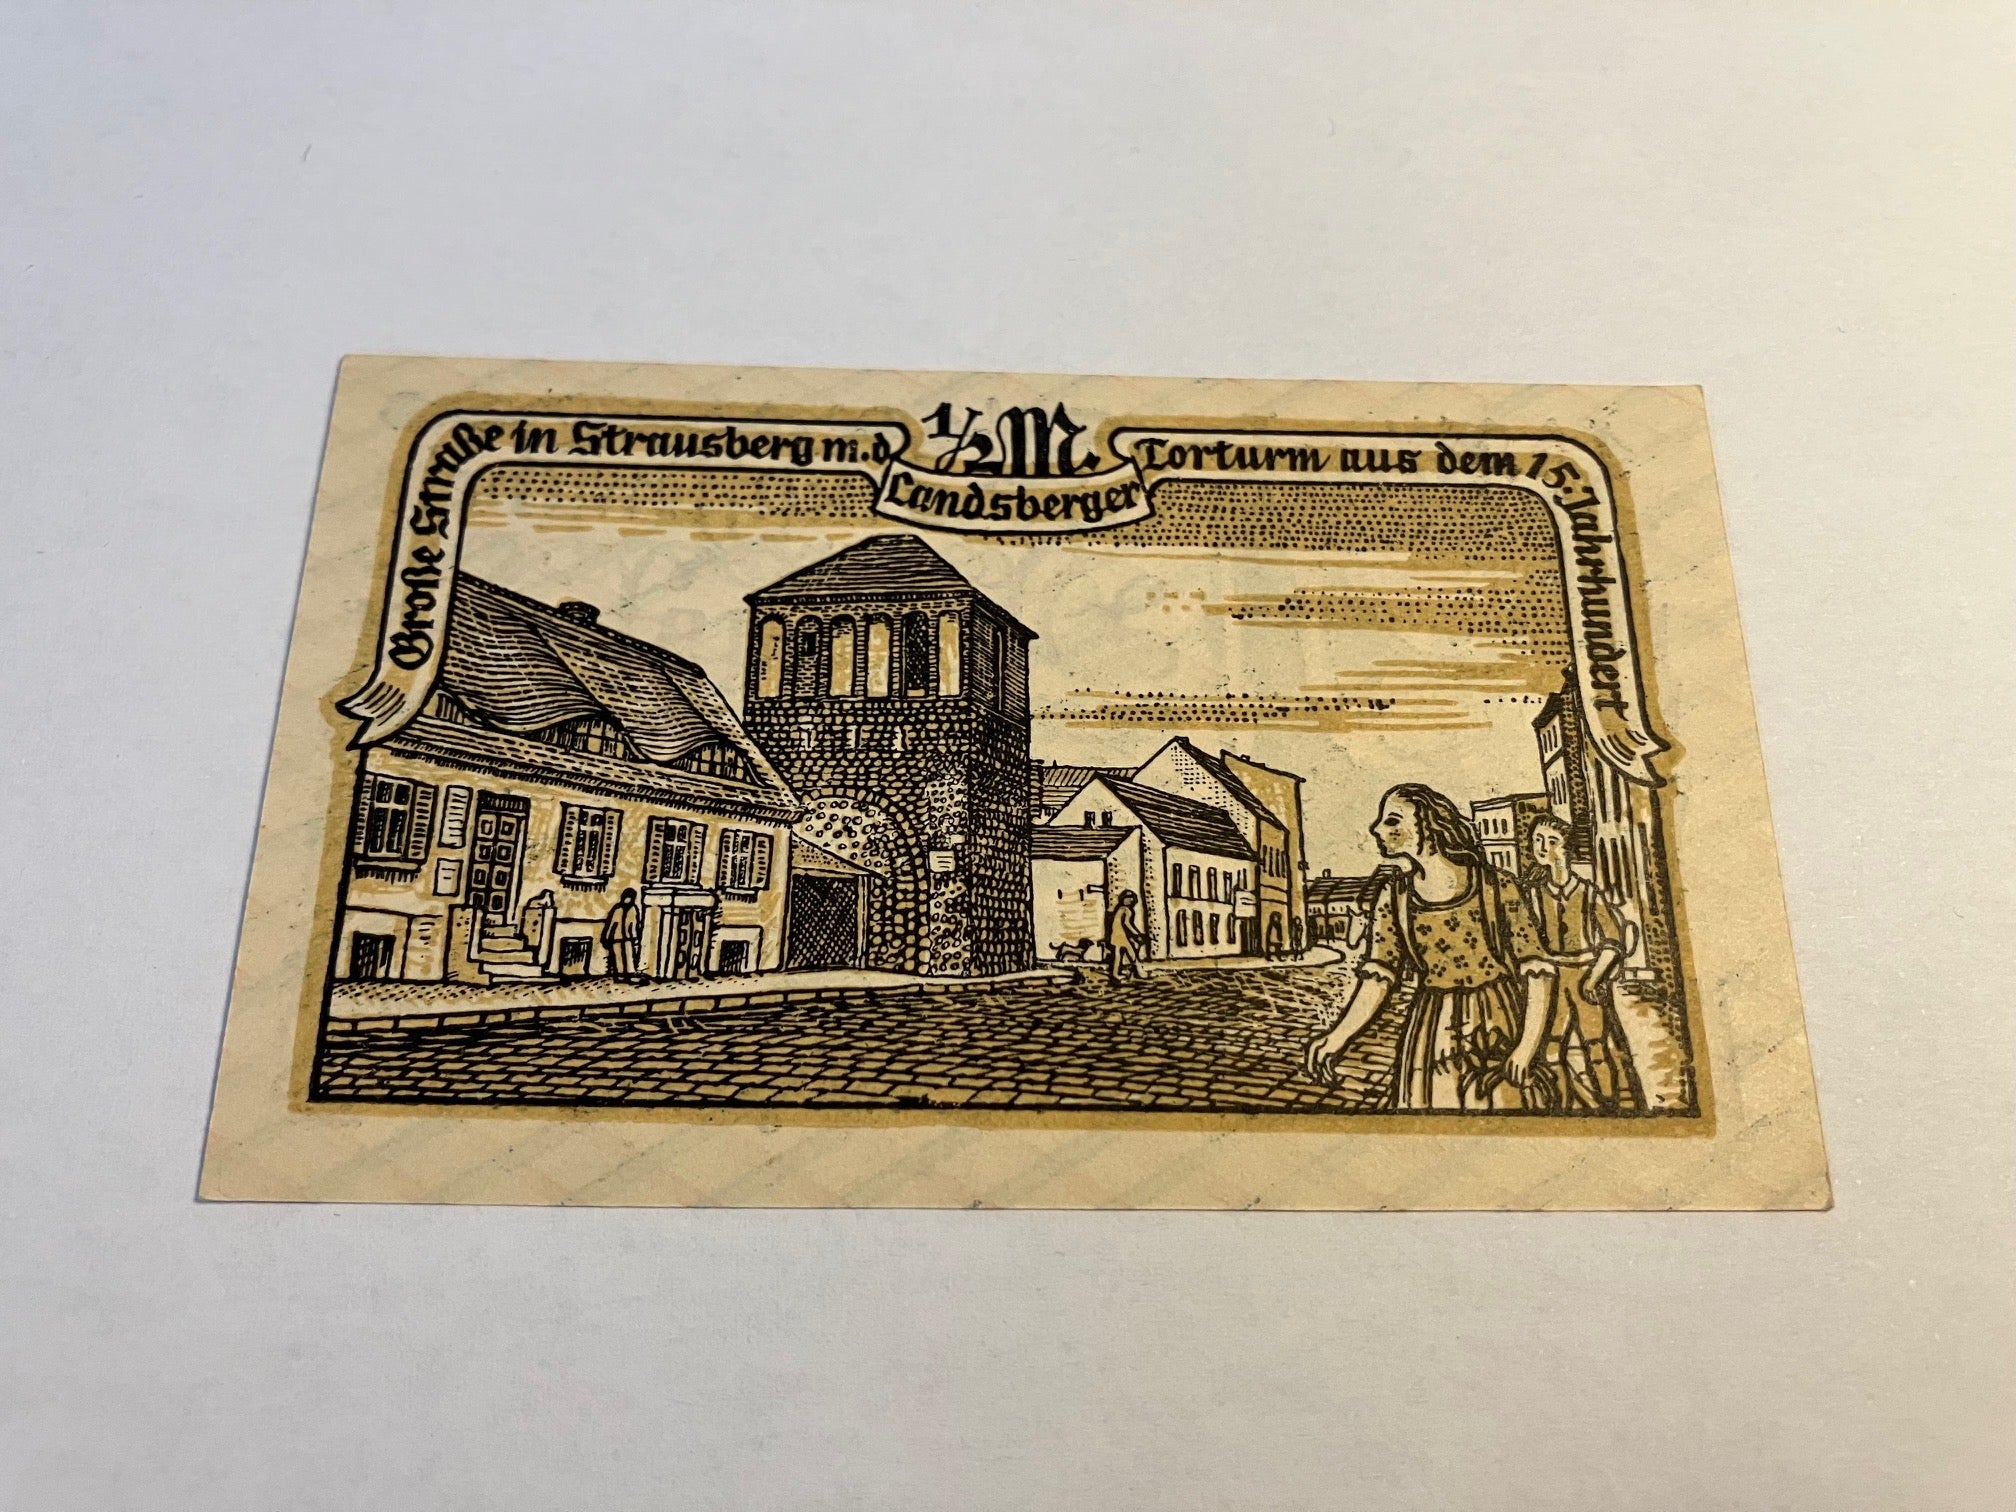 ½ M.
Große Straße in Strausberg m. d
Landsberger
Torturm aus dem 15. Jahrhundert